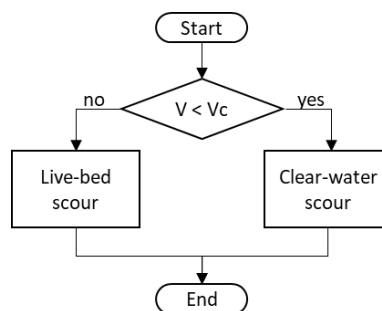 Start
V < Vc
no
yes
Live-bed
scour
Clear-water
scour
End